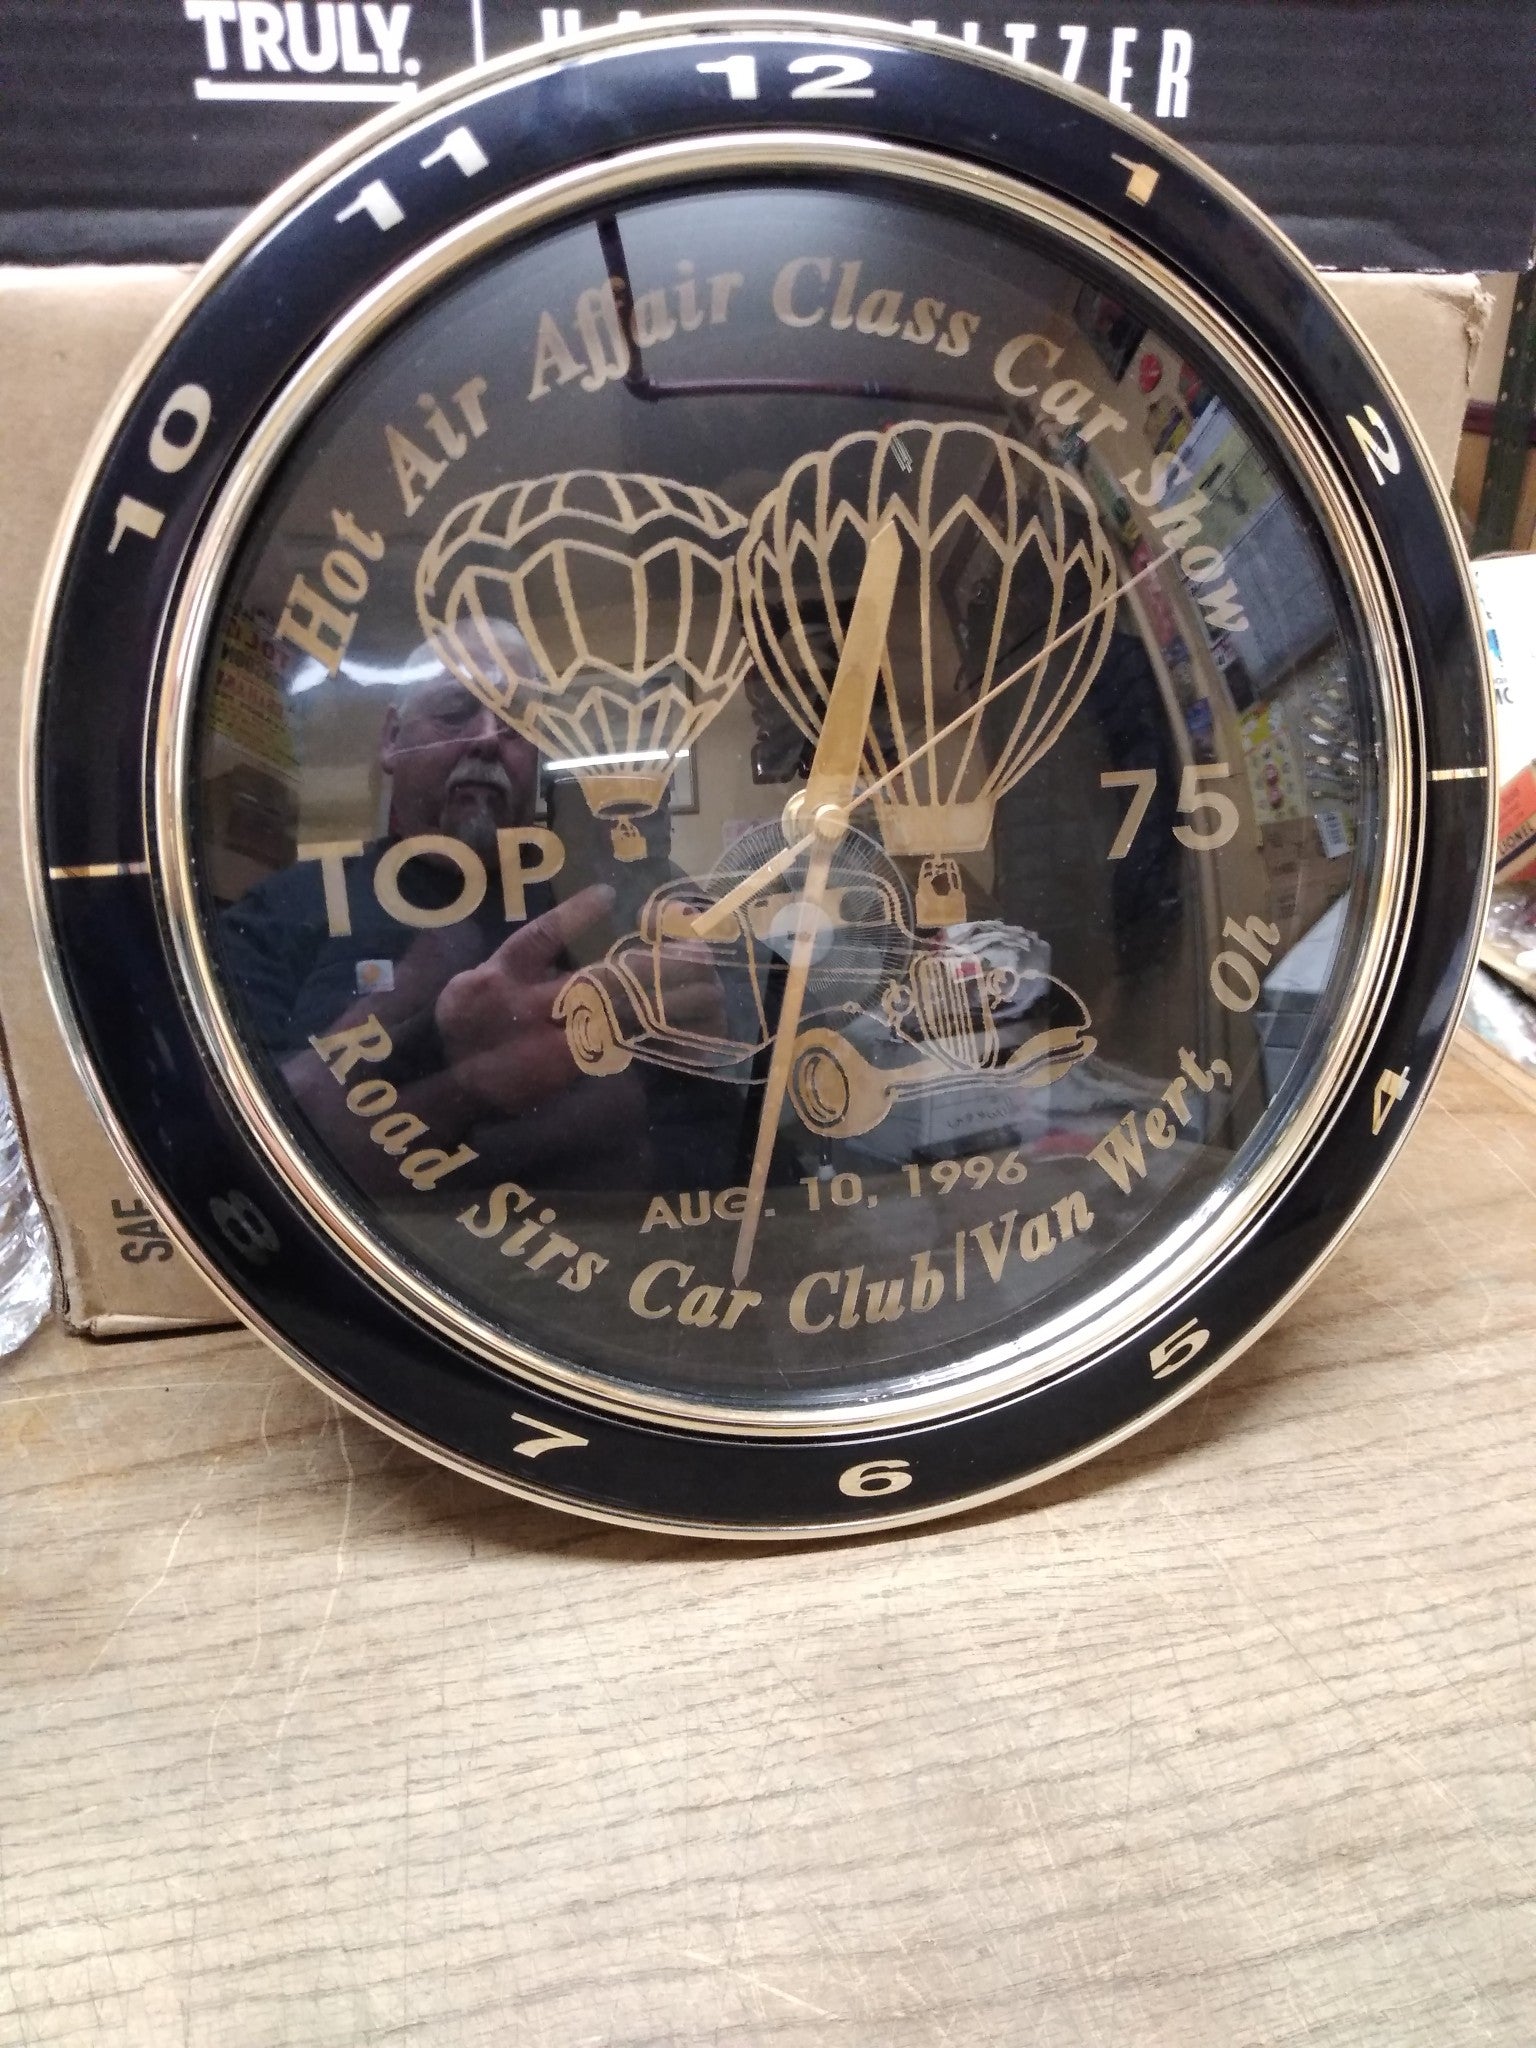 TRULY.
12
1
2
4
5
6
7
8
10
11
Hot Air Affair Class Car Show
TOP 75
AUG. 10, 1996
Road Sirs Car Club/Van Wert, Oh
SAF